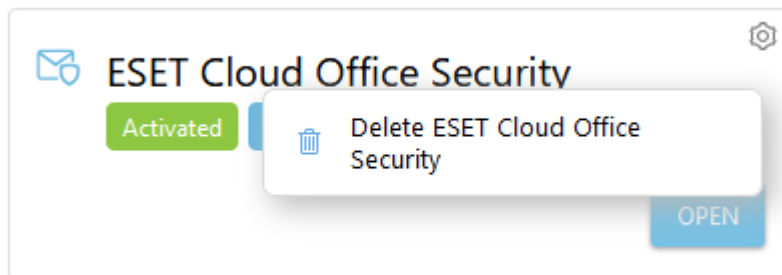 ESET Cloud Office Security
Activated
Delete ESET Cloud Office
Security
OPEN